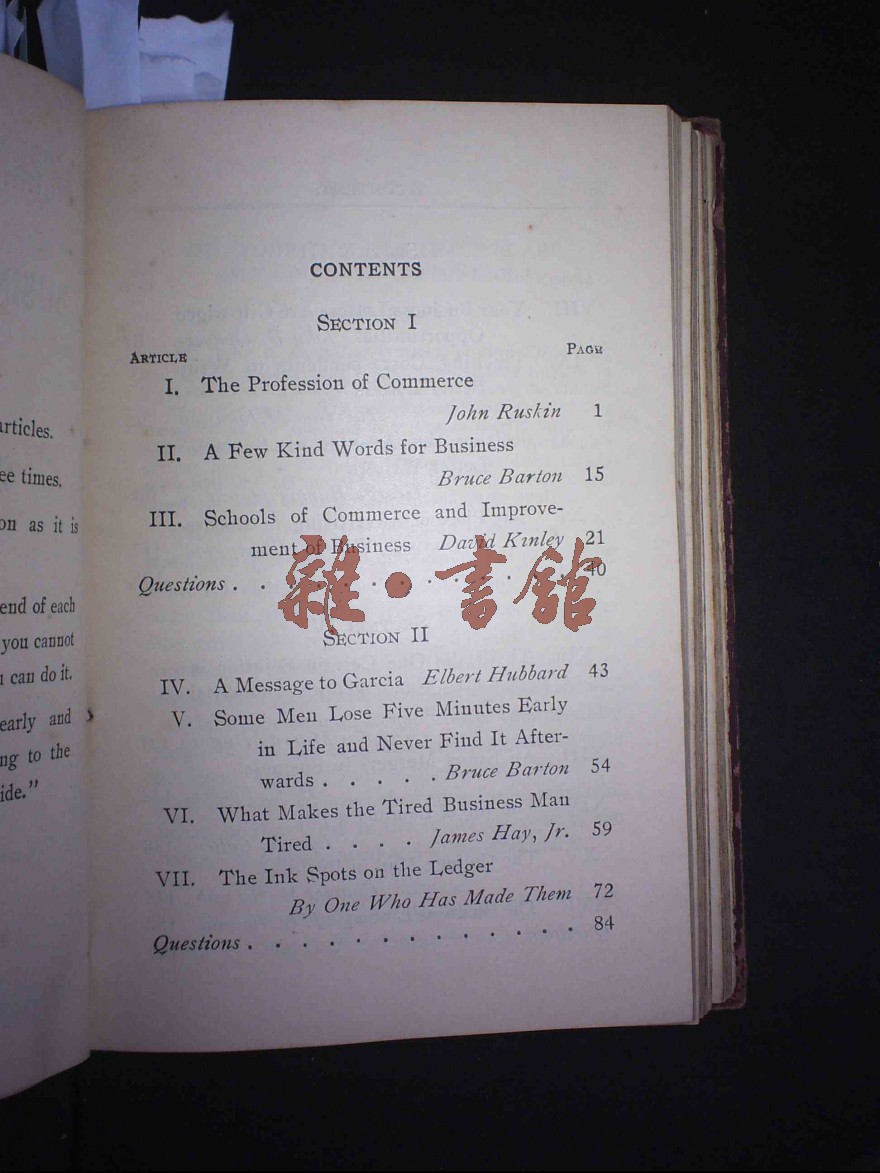 articles.
ee times.
on as it is
end of each
you cannot
can do it.
early and
ng to the
ide."
CONTENTS
SECTION I
ARTICLE PAGE
I. The Profession of Commerce
John Ruskin 1
II. A Few Kind Words for Business
Bruce Barton 15
III. Schools of Commerce and Improve-
ment of Business David Kinley 21
Questions . . . . . . . . . . . . . 40
雜·書館
SECTION II
IV. A Message to Garcia Elbert Hubbard 43
V. Some Men Lose Five Minutes Early
in Life and Never Find It After-
wards . . . . . Bruce Barton 54
VI. What Makes the Tired Business Man
Tired . . . . James Hay, Jr. 59
VII. The Ink Spots on the Ledger
By One Who Has Made Them 72
Questions . . . . . . . . . . . . . 84